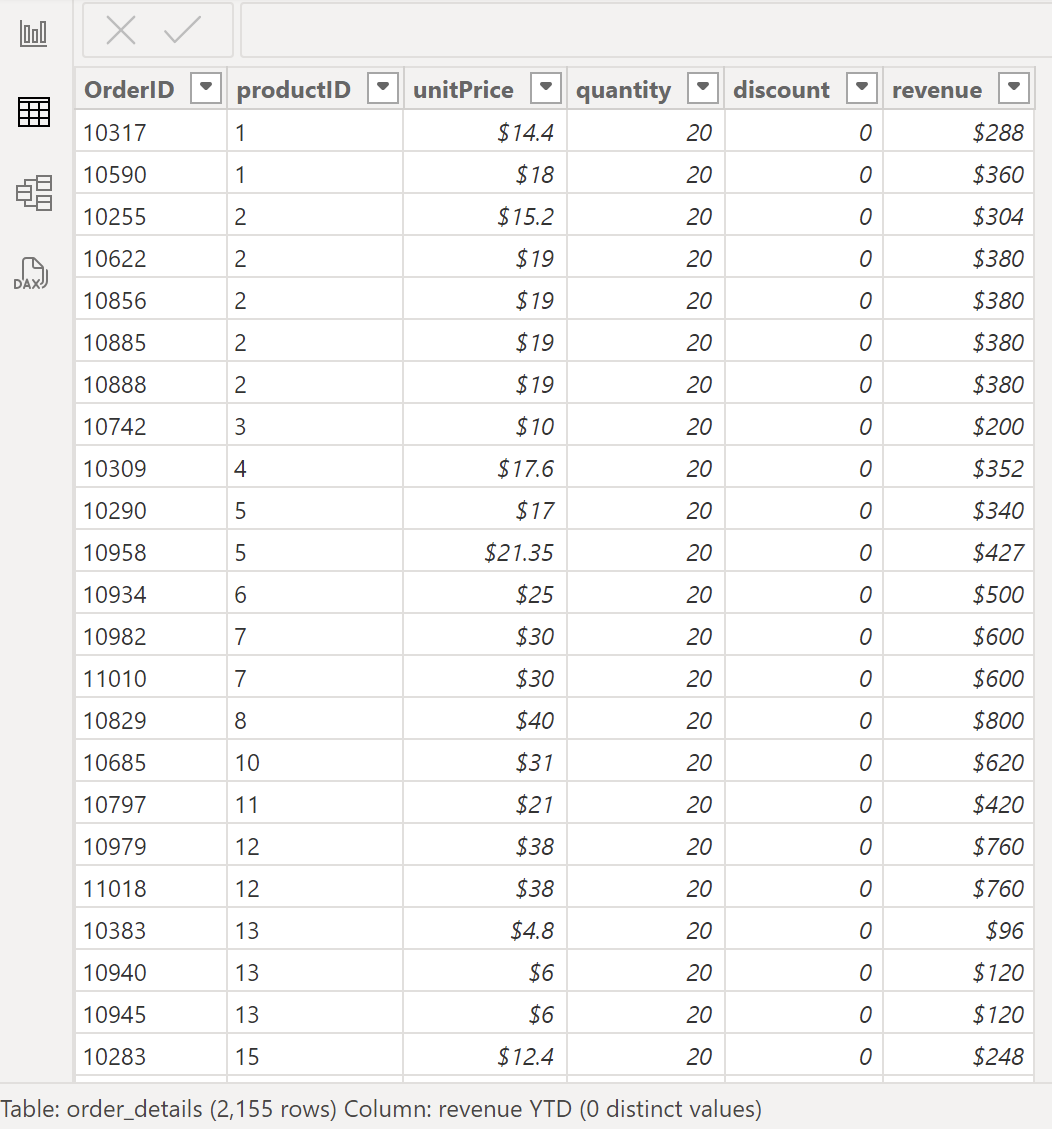 OrderID productID unitPrice quantity discount revenue
10317 1 $14.4 20 0 $288
10590 1 $18 20 0 $360
10255 2 $15.2 20 0 $304
10622 2 $19 20 0 $380
10856 2 $19 20 0 $380
10885 2 $19 20 0 $380
10888 2 $19 20 0 $380
10742 3 $10 20 0 $200
10309 4 $17.6 20 0 $352
10290 5 $17 20 0 $340
10958 5 $21.35 20 0 $427
10934 6 $25 20 0 $500
10982 7 $30 20 0 $600
11010 7 $30 20 0 $600
10829 8 $40 20 0 $800
10685 10 $31 20 0 $620
10797 11 $21 20 0 $420
10979 12 $38 20 0 $760
11018 12 $38 20 0 $760
10383 13 $4.8 20 0 $96
10940 13 $6 20 0 $120
10945 13 $6 20 0 $120
10283 15 $12.4 20 0 $248
DAX
Table: order_details (2,155 rows) Column: revenue YTD (0 distinct values)